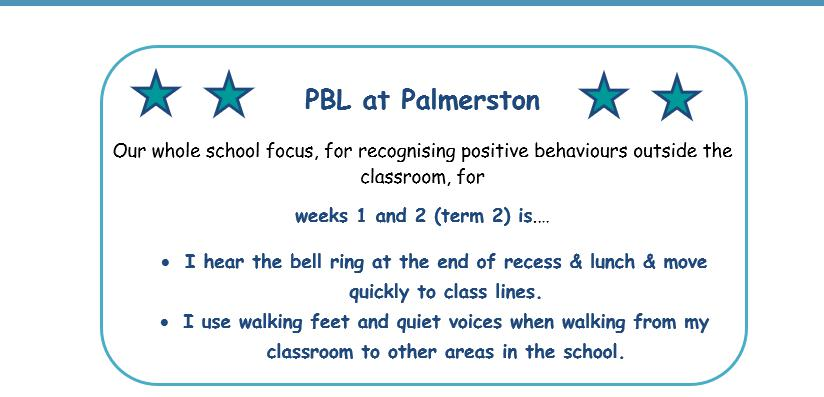 PBL at Palmerston
Our whole school focus, for recognising positive behaviours outside the
classroom, for
weeks 1 and 2 (term 2) is....
• I hear the bell ring at the end of recess & lunch & move
quickly to class lines.
• I use walking feet and quiet voices when walking from my
classroom to other areas in the school.